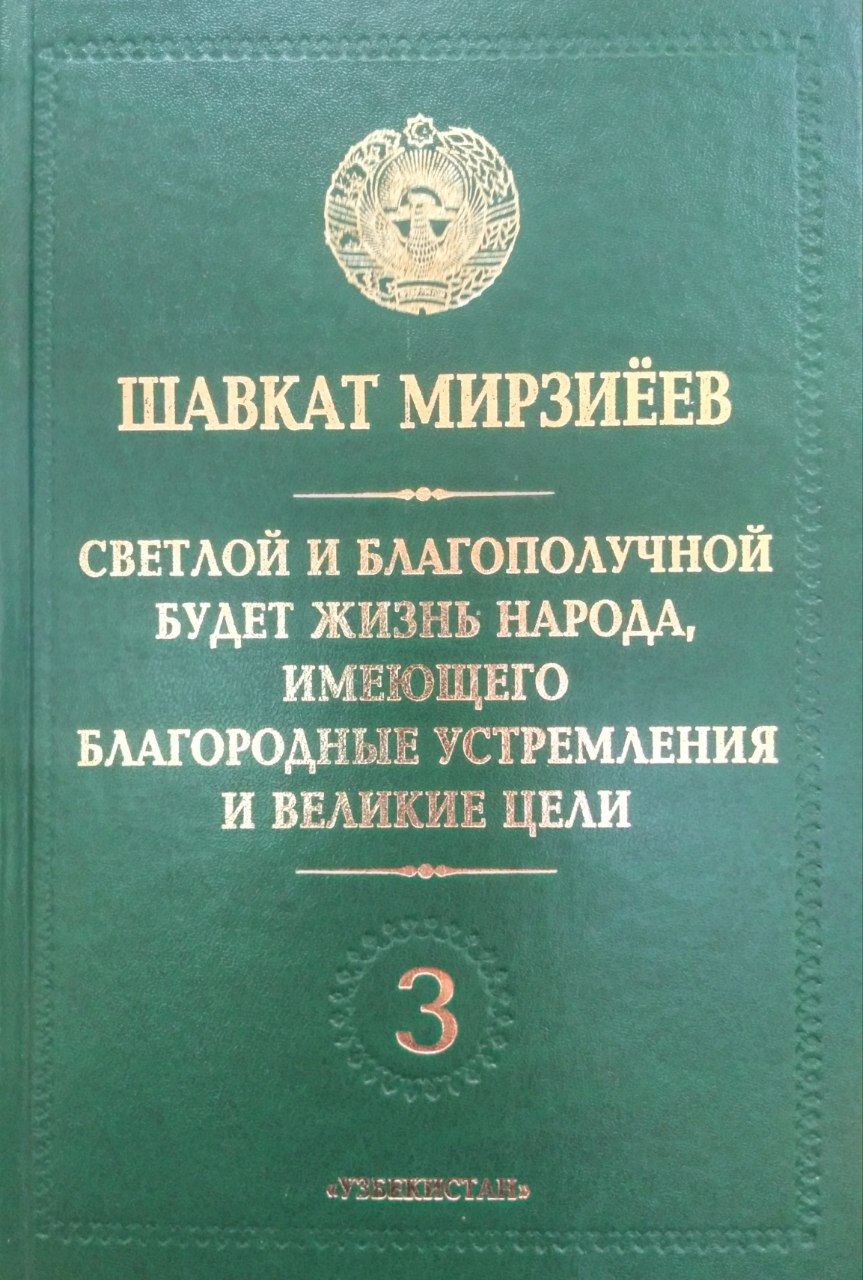 ШАВКАТ МИРЗИЁЕВ
СВЕТЛОЙ И БЛАГОПОЛУЧНОЙ
БУДЕТ ЖИЗНЬ НАРОДА,
ИМЕЮЩЕГО
БЛАГОРОДНЫЕ УСТРЕМЛЕНИЯ
И ВЕЛИКИЕ ЦЕЛИ
3
«УЗБЕКИСТАН»